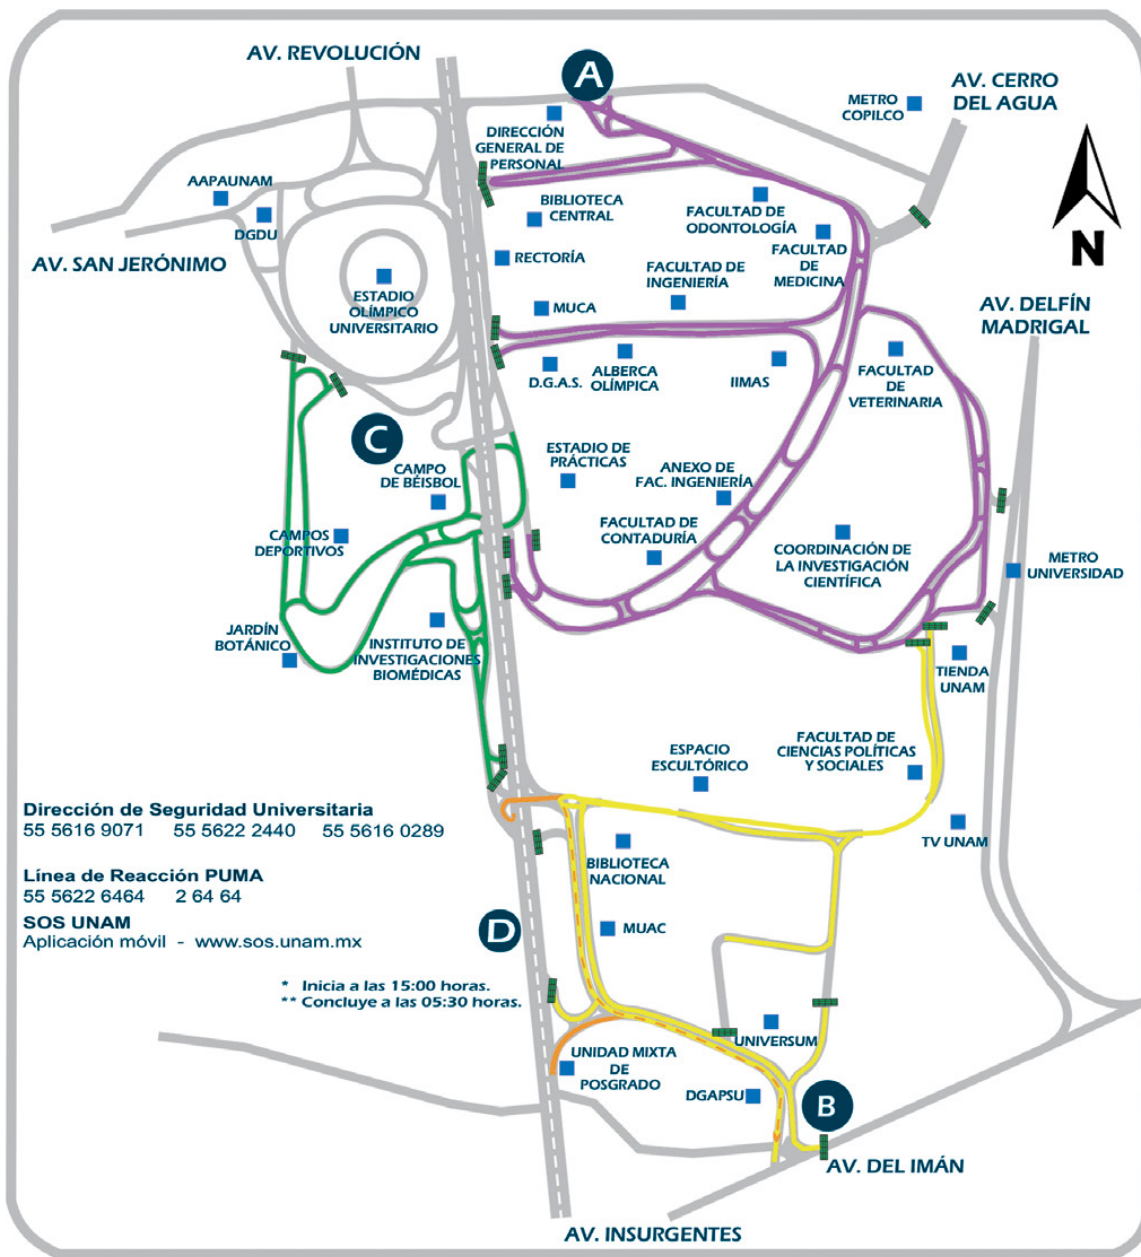 AV. REVOLUCIÓN
A
AV. CERRO
DEL AGUA
METRO
COPILCO
DIRECCIÓN
GENERAL DE
PERSONAL
AAPAUNAM
DGDU
BIBLIOTECA
CENTRAL
FACULTAD DE
ODONTOLOGÍA
FACULTAD
DE
MEDICINA
N
AV. SAN JERÓNIMO
RECTORÍA
FACULTAD DE
INGENIERÍA
ESTADIO
OLÍMPICO
UNIVERSITARIO
MUCA
AV. DELFÍN
MADRIGAL
D.G.A.S.
ALBERCA
OLÍMPICA
IIMAS
FACULTAD
DE
VETERINARIA
C
CAMPO
DE BÉISBOL
ESTADIO DE
PRÁCTICAS
ANEXO DE
FAC. INGENIERÍA
CAMPOS
DEPORTIVOS
FACULTAD DE
CONTADURÍA
COORDINACIÓN DE
LA INVESTIGACIÓN
CIENTÍFICA
METRO
UNIVERSIDAD
JARDÍN
BOTÁNICO
INSTITUTO DE
INVESTIGACIONES
BIOMÉDICAS
TIENDA
UNAM
ESPACIO
ESCULTÓRICO
FACULTAD DE
CIENCIAS POLÍTICAS
Y SOCIALES
Dirección de Seguridad Universitaria
55 5616 9071 55 5622 2440 55 5616 0289
Línea de Reacción PUMA
55 5622 6464 2 64 64
SOS UNAM
Aplicación móvil - www.sos.unam.mx
BIBLIOTECA
NACIONAL
TV UNAM
D
MUAC
* Inicia a las 15:00 horas.
** Concluye a las 05:30 horas.
UNIVERSUM
UNIDAD MIXTA
DE
POSGRADO
DGAPSU
B
AV. DEL IMÁN
AV. INSURGENTES